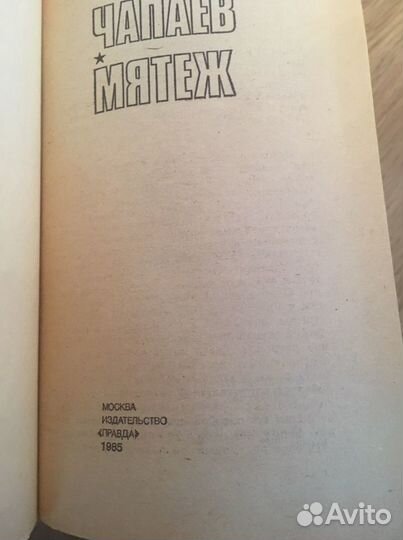 ЧАПАЕВ
МЯТЕЖ
МОСКВА
ИЗДАТЕЛЬСТВО
«ПРАВДА»
1985
Avito